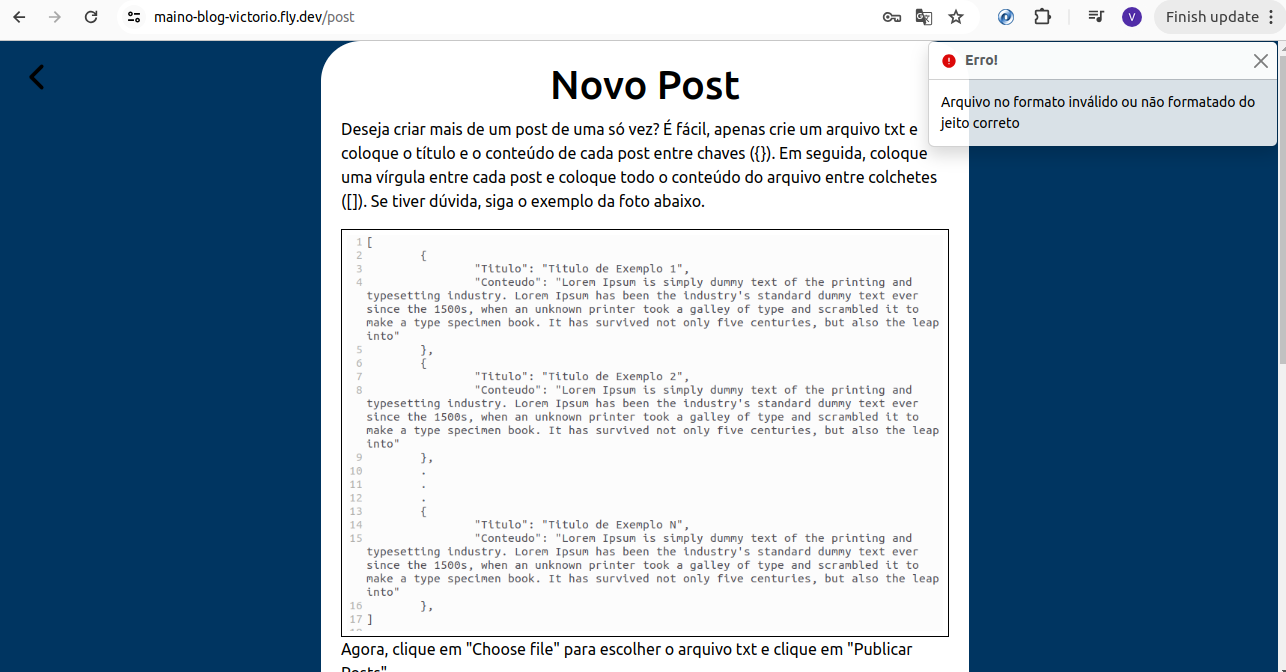 maino-blog-victorio.fly.dev/post
V
Finish update
Erro!
Arquivo no formato inválido ou não formatado do
jeito correto
Novo Post
Deseja criar mais de um post de uma só vez? É fácil, apenas crie um arquivo txt e
coloque o título e o conteúdo de cada post entre chaves ({}). Em seguida, coloque
uma vírgula entre cada post e coloque todo o conteúdo do arquivo entre colchetes
([]). Se tiver dúvida, siga o exemplo da foto abaixo.
1 [
2 {
3 "Titulo": "Titulo de Exemplo 1",
4 "Conteudo": "Lorem Ipsum is simply dummy text of the printing and
typesetting industry. Lorem Ipsum has been the industry's standard dummy text ever
since the 1500s, when an unknown printer took a galley of type and scrambled it to
make a type specimen book. It has survived not only five centuries, but also the leap
into"
5 },
6 {
7 "Titulo": "Titulo de Exemplo 2",
8 "Conteudo": "Lorem Ipsum is simply dummy text of the printing and
typesetting industry. Lorem Ipsum has been the industry's standard dummy text ever
since the 1500s, when an unknown printer took a galley of type and scrambled it to
make a type specimen book. It has survived not only five centuries, but also the leap
into"
9 },
10 .
11 .
12 .
13 {
14 "Titulo": "Titulo de Exemplo N",
15 "Conteudo": "Lorem Ipsum is simply dummy text of the printing and
typesetting industry. Lorem Ipsum has been the industry's standard dummy text ever
since the 1500s, when an unknown printer took a galley of type and scrambled it to
make a type specimen book. It has survived not only five centuries, but also the leap
into"
16 },
17 ]
Agora, clique em "Choose file" para escolher o arquivo txt e clique em "Publicar
Posts"